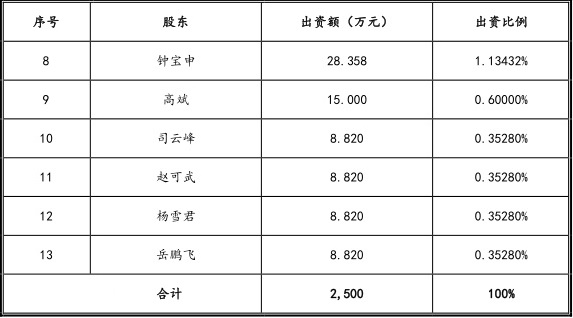 序号 股东 出资额（万元） 出资比例
8 钟宝申 28.358 1.13432%
9 高斌 15.000 0.60000%
10 司云峰 8.820 0.35280%
11 赵可武 8.820 0.35280%
12 杨雪君 8.820 0.35280%
13 岳鹏飞 8.820 0.35280%
合计 2,500 100%